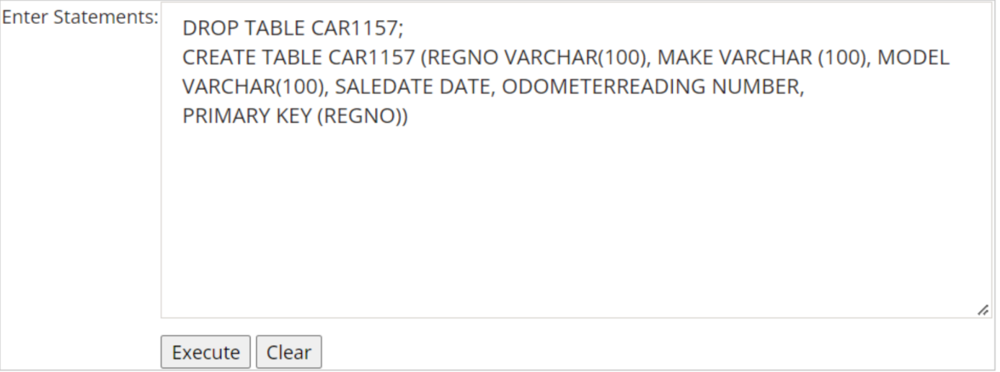 Enter Statements:
DROP TABLE CAR1157;
CREATE TABLE CAR1157 (REGNO VARCHAR(100), MAKE VARCHAR (100), MODEL
VARCHAR(100), SALEDATE DATE, ODOMETERREADING NUMBER,
PRIMARY KEY (REGNO))
Execute Clear